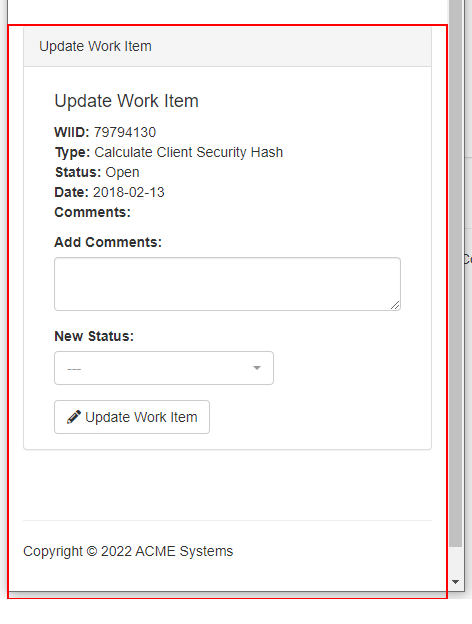 Update Work Item
Update Work Item
WIID: 79794130
Type: Calculate Client Security Hash
Status: Open
Date: 2018-02-13
Comments:
Add Comments:
New Status:
---
Update Work Item
Copyright © 2022 ACME Systems